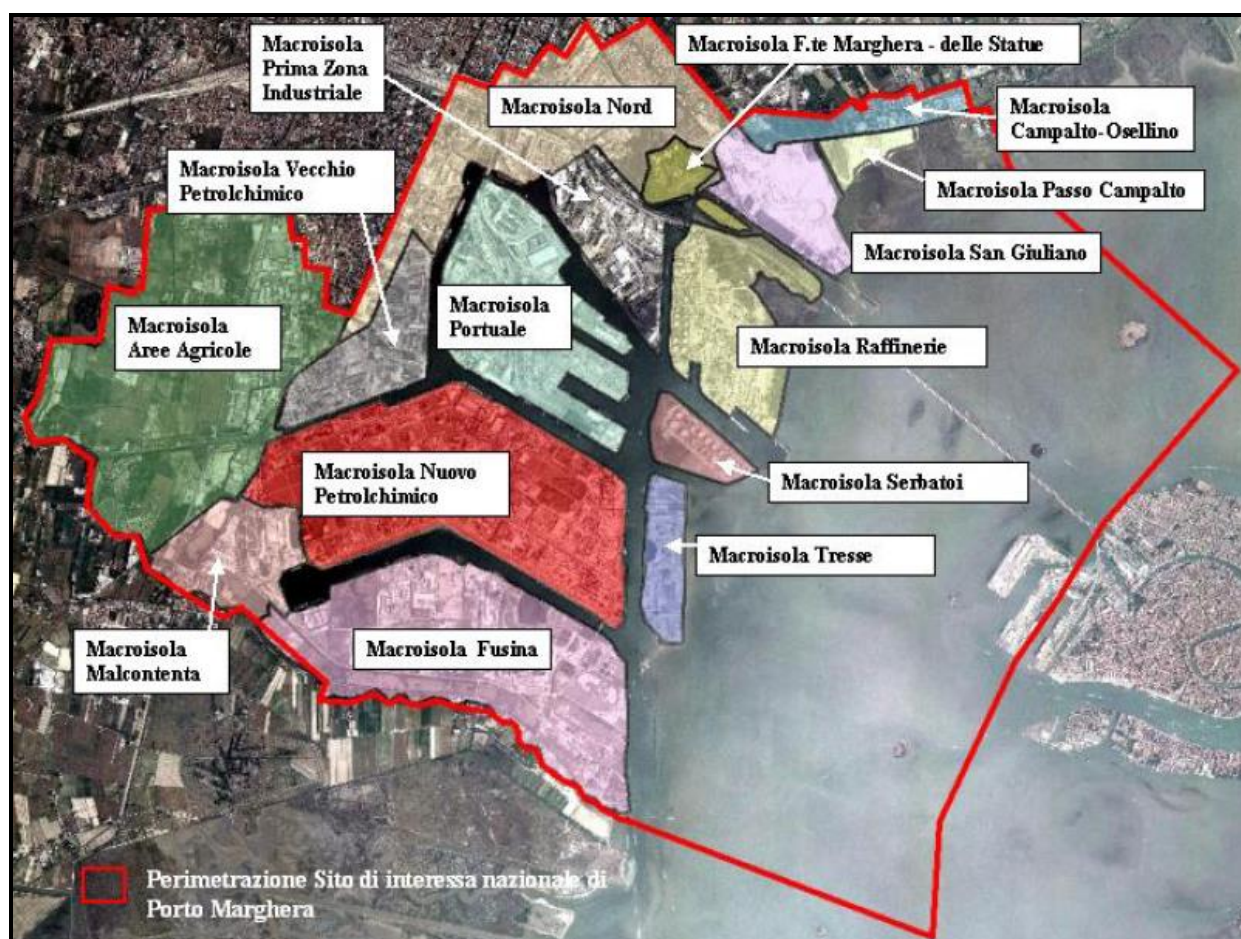 Macroisola
Prima Zona
Industriale
Macroisola F.te Marghera - delle Statue
Macroisola Nord
Macroisola
Campalto-Osellino
Macroisola Vecchio
Petrolchimico
Macroisola Passo Campalto
Macroisola San Giuliano
Macroisola
Aree Agricole
Macroisola
Portuale
Macroisola Raffinerie
Macroisola Nuovo
Petrolchimico
Macroisola Serbatoi
Macroisola Tresse
Macroisola
Malcontenta
Macroisola Fusina
Perimetrazione Sito di interessa nazionale di
Porto Marghera